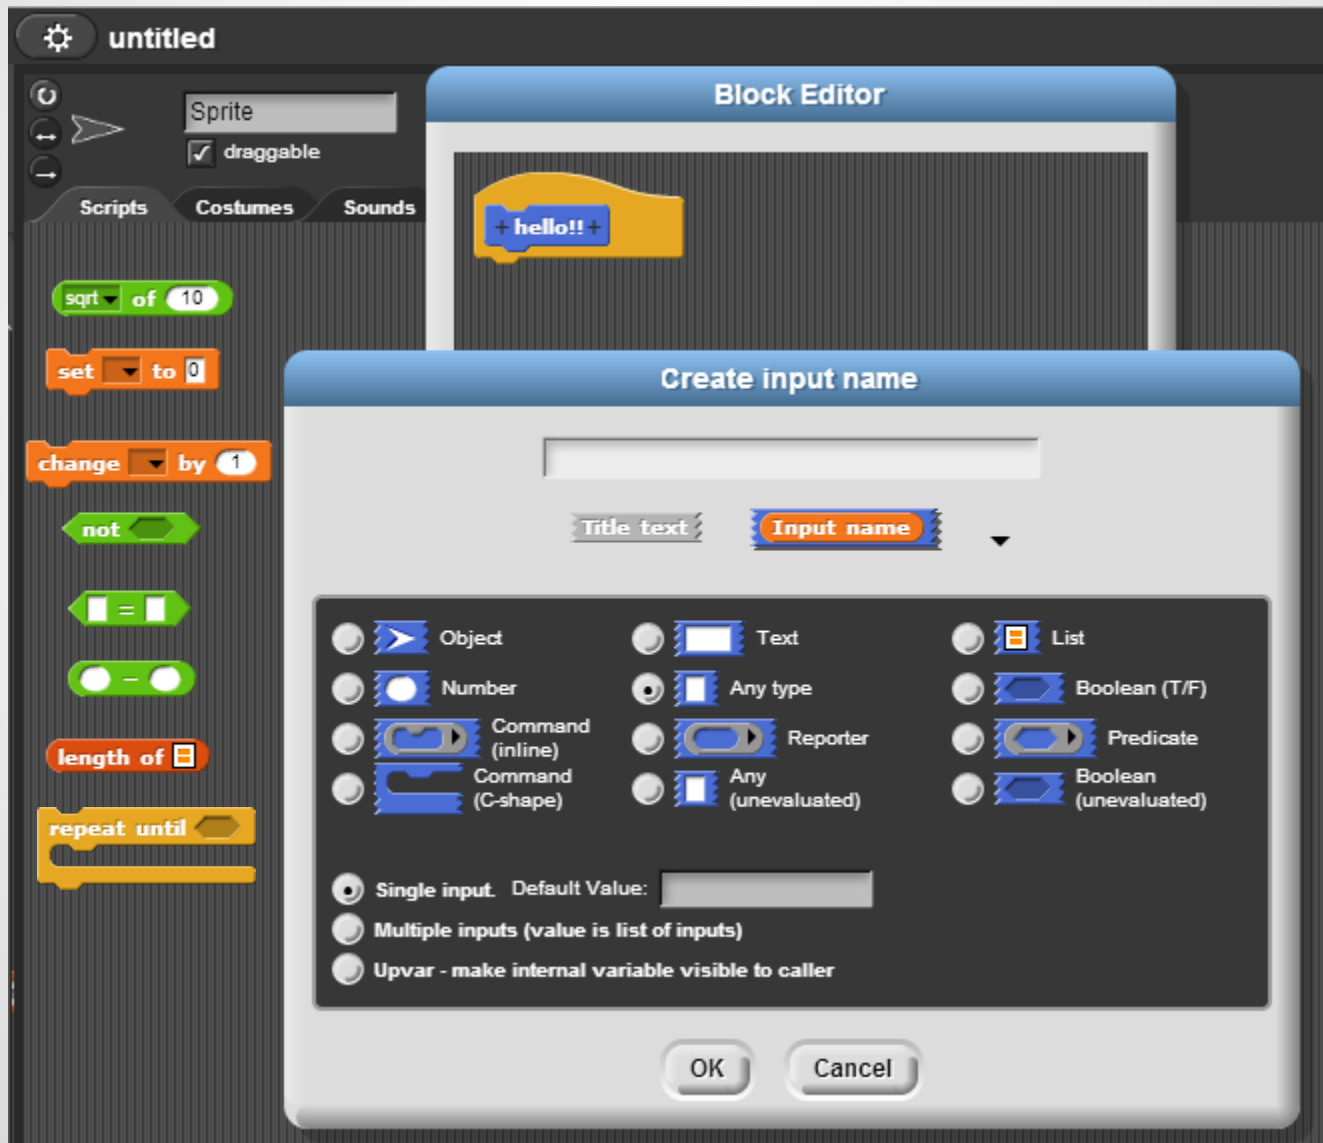 untitled
Block Editor
Sprite
draggable
Scripts Costumes Sounds
+ hello!! +
sqrt of 10
set to 0
change by 1
not
=
−
length of
repeat until
Create input name
Title text Input name
Object Text List
Number Any type Boolean (T/F)
Command
(inline)
Reporter Predicate
Command
(C-shape)
Any
(unevaluated)
Boolean
(unevaluated)
Single input. Default Value:
Multiple inputs (value is list of inputs)
Upvar - make internal variable visible to caller
OK Cancel